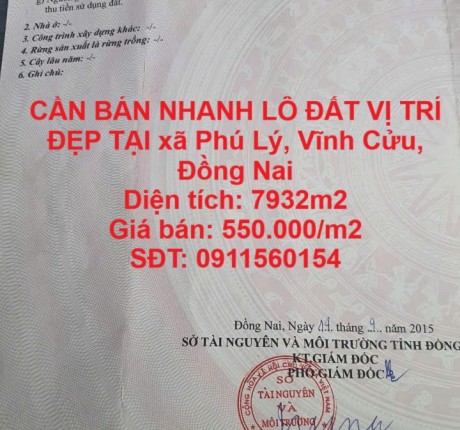 thu tiền sử dụng đất.
2. Nhà ở: -/-
3. Công trình xây dựng khác: -/-
4. Rừng sản xuất là rừng trồng: -/-
5. Cây lâu năm: -/-
6. Ghi chú:
CẦN BÁN NHANH LÔ ĐẤT VỊ TRÍ
ĐẸP TẠI xã Phú Lý, Vĩnh Cửu,
Đồng Nai
Diện tích: 7932m2
Giá bán: 550.000/m2
SĐT: 0911560154
Đồng Nai, Ngày 11 tháng 9 năm 2015
SỞ TÀI NGUYÊN VÀ MÔI TRƯỜNG TỈNH ĐỒNG
KT.GIÁM ĐỐC
PHÓ GIÁM ĐỐC
SỞ
TÀI NGUYÊN
VÀ
MÔI TRƯỜNG